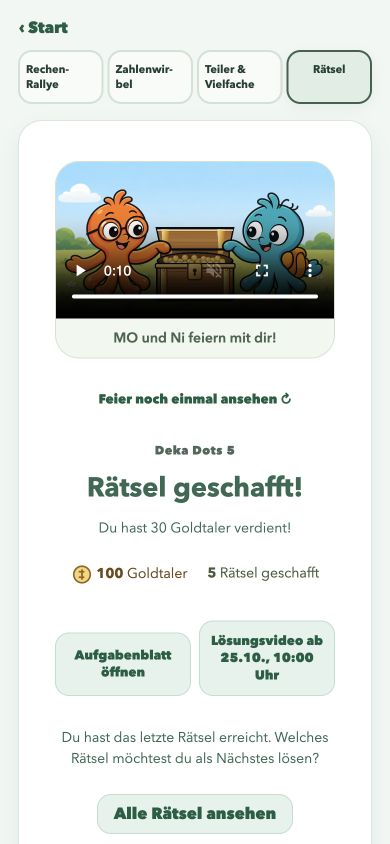 ‹ Start
Rechen-
Rallye
Zahlenwir-
bel
Teiler &
Vielfache
Rätsel
0:10
MO und Ni feiern mit dir!
Feier noch einmal ansehen ↻
Deka Dots 5
Rätsel geschafft!
Du hast 30 Goldtaler verdient!
100 Goldtaler
5 Rätsel geschafft
Aufgabenblatt
öffnen
Lösungsvideo ab
25.10., 10:00
Uhr
Du hast das letzte Rätsel erreicht. Welches
Rätsel möchtest du als Nächstes lösen?
Alle Rätsel ansehen